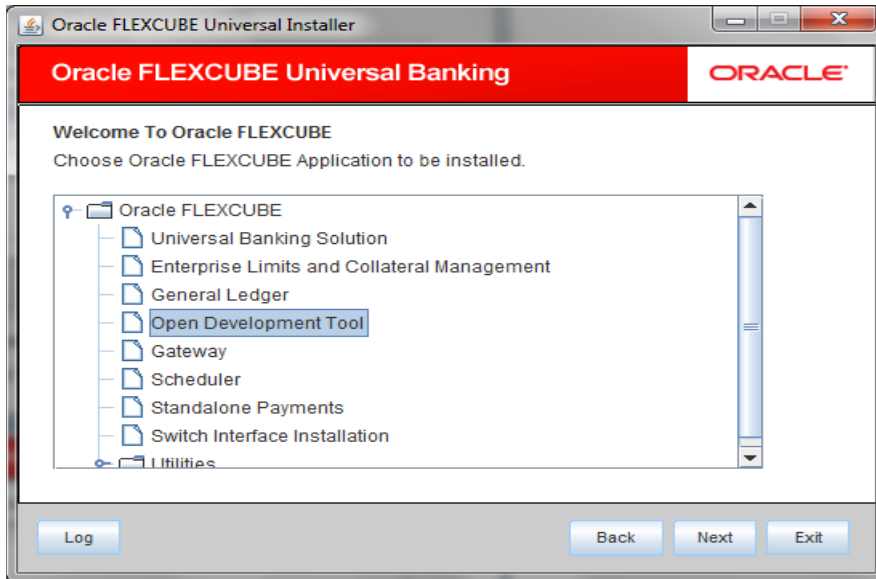 Oracle FLEXCUBE Universal Installer
Oracle FLEXCUBE Universal Banking
ORACLE
Welcome To Oracle FLEXCUBE
Choose Oracle FLEXCUBE Application to be installed.
Oracle FLEXCUBE
Universal Banking Solution
Enterprise Limits and Collateral Management
General Ledger
Open Development Tool
Gateway
Scheduler
Standalone Payments
Switch Interface Installation
Utilities
Log Back Next Exit